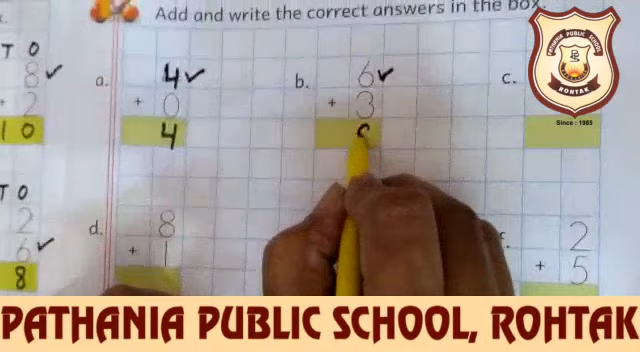 Add and write the correct answers in the box.
T O
8 ✓
+ 2
1 0
a.
4 ✓
+ 0
4
b.
6 ✓
+ 3
c.
T O
2
6 ✓
8
d.
8
+ 1
2
+ 5
PATHANIA PUBLIC SCHOOL
ROHTAK
Since : 1985
PATHANIA PUBLIC SCHOOL, ROHTAK